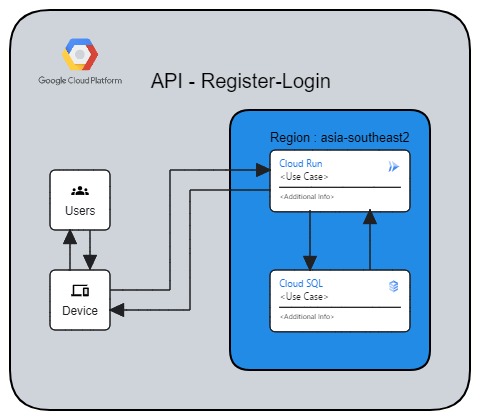 Google Cloud Platform
API - Register-Login
Region : asia-southeast2
Cloud Run
<Use Case>
<Additional Info>
Users
Device
Cloud SQL
<Use Case>
<Additional Info>